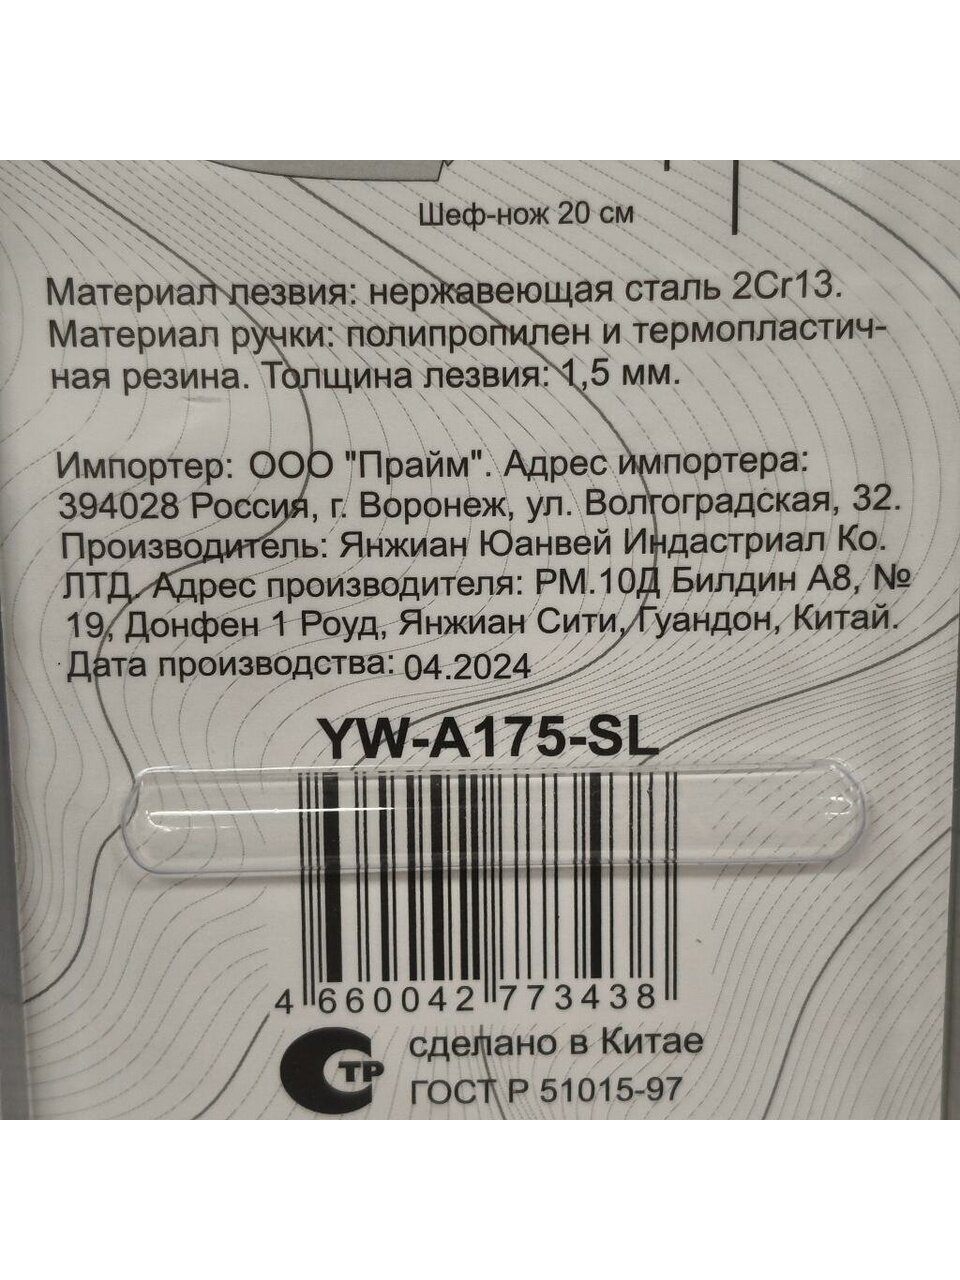 Шеф-нож 20 см
Материал лезвия: нержавеющая сталь 2Cr13.
Материал ручки: полипропилен и термопластич-
ная резина. Толщина лезвия: 1,5 мм.
Импортер: ООО "Прайм". Адрес импортера:
394028 Россия, г. Воронеж, ул. Волгоградская, 32.
Производитель: Янжиан Юанвей Индастриал Ко.
ЛТД. Адрес производителя: РМ.10Д Билдин А8, №
19, Донфен 1 Роуд, Янжиан Сити, Гуандон, Китай.
Дата производства: 04.2024
YW-A175-SL
4 660042 773438
сделано в Китае
ТР
ГОСТ Р 51015-97